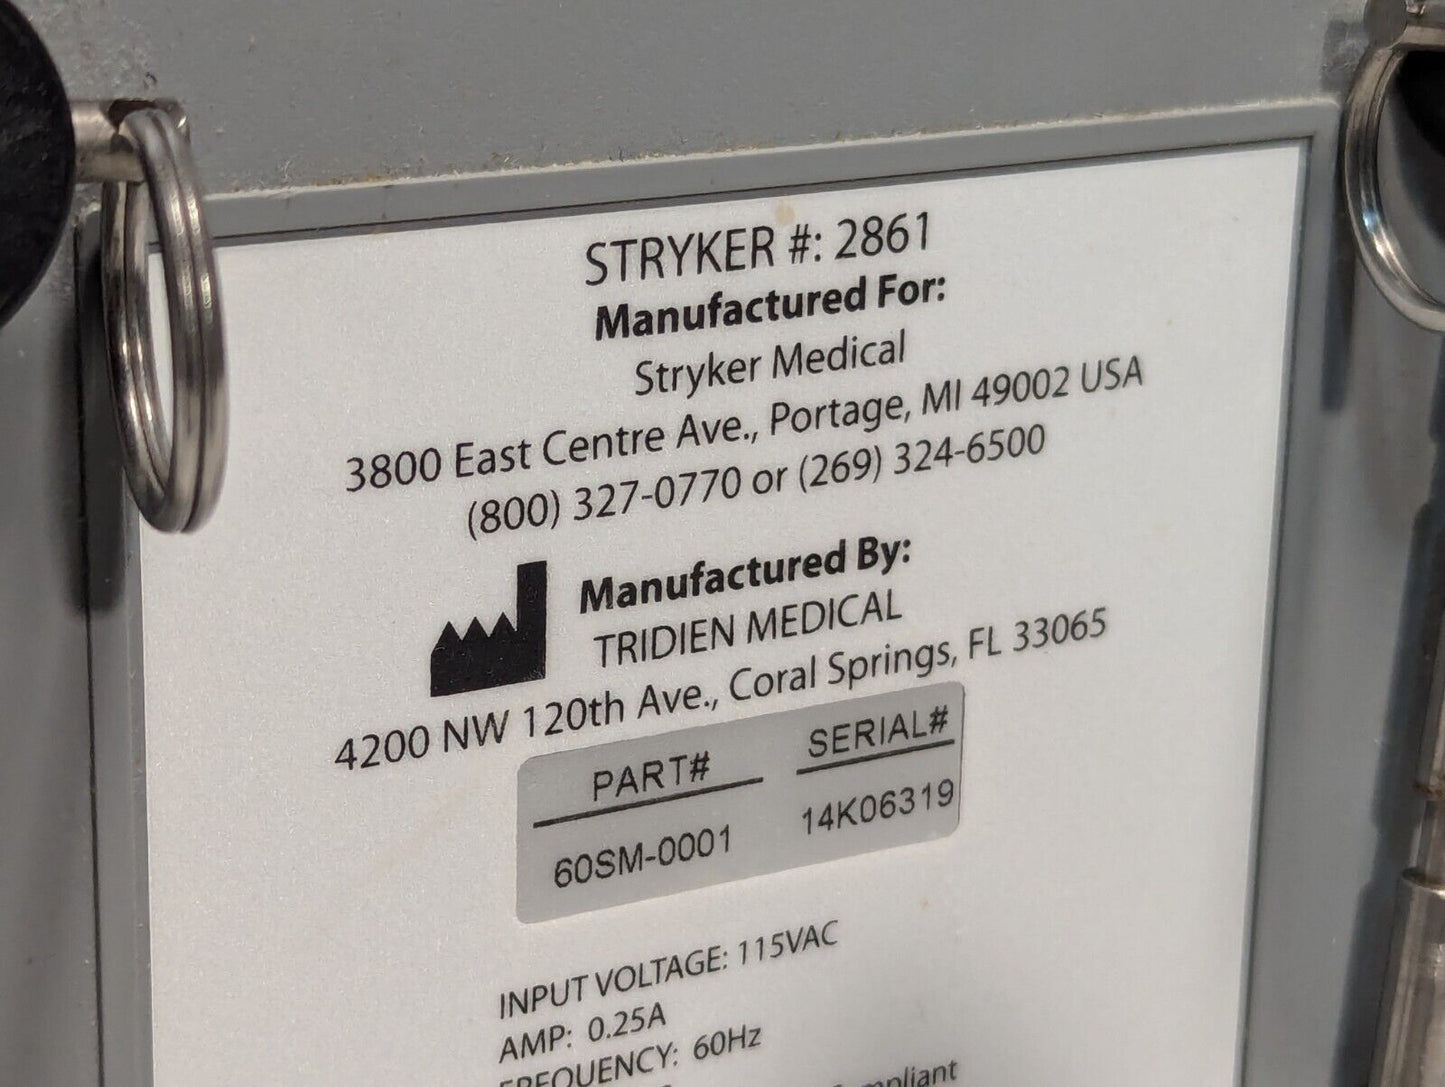 STRYKER #: 2861
Manufactured For:
Stryker Medical
3800 East Centre Ave., Portage, MI 49002 USA
(800) 327-0770 or (269) 324-6500
Manufactured By:
TRIDIEN MEDICAL
4200 NW 120th Ave., Coral Springs, FL 33065
PART# SERIAL#
60SM-0001 14K06319
INPUT VOLTAGE: 115VAC
AMP: 0.25A
FREQUENCY: 60Hz